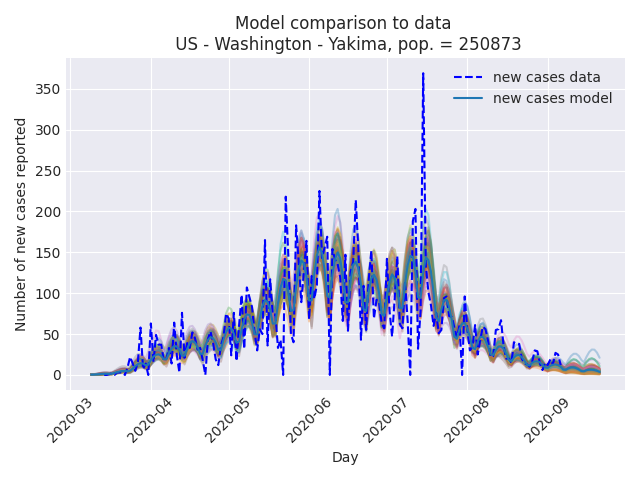 Model comparison to data
US - Washington - Yakima, pop. = 250873
Number of new cases reported
350
300
250
200
150
100
50
0
new cases data
new cases model
2020-03
2020-04
2020-05
2020-06
2020-07
2020-08
2020-09
Day